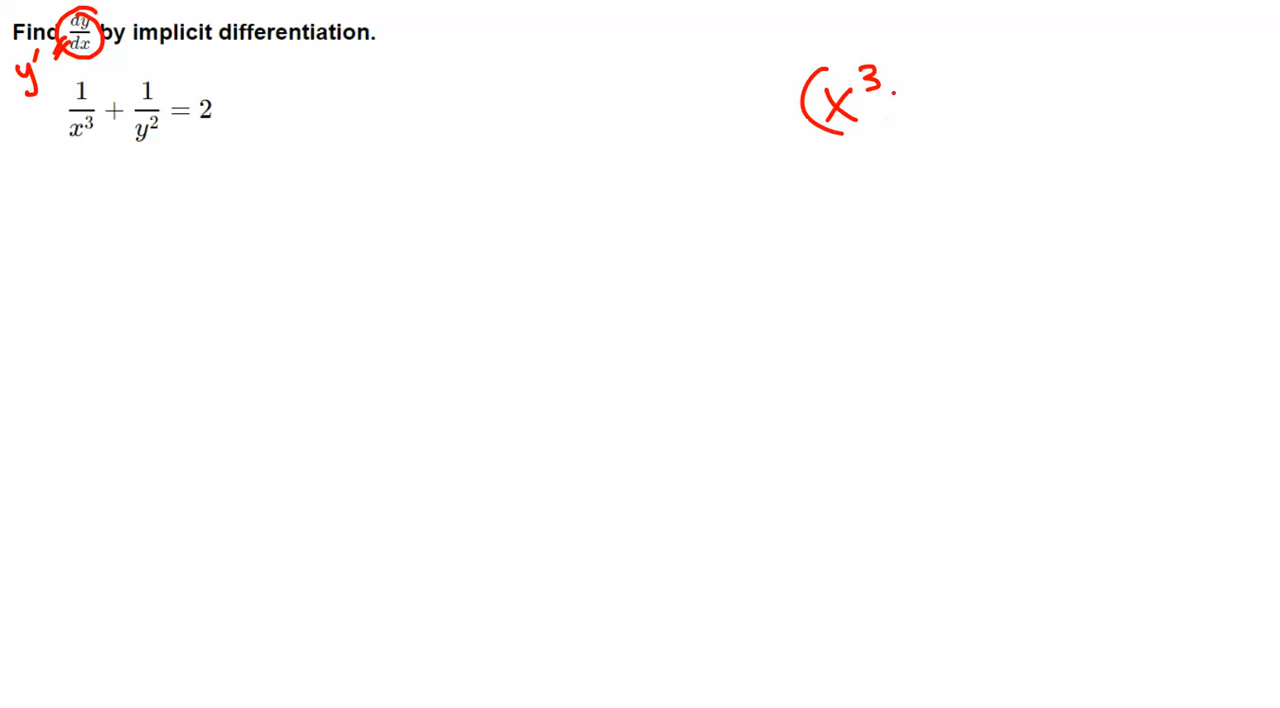 Find dy/dx by implicit differentiation.
y'
1/x³ + 1/y² = 2
(x³ ·